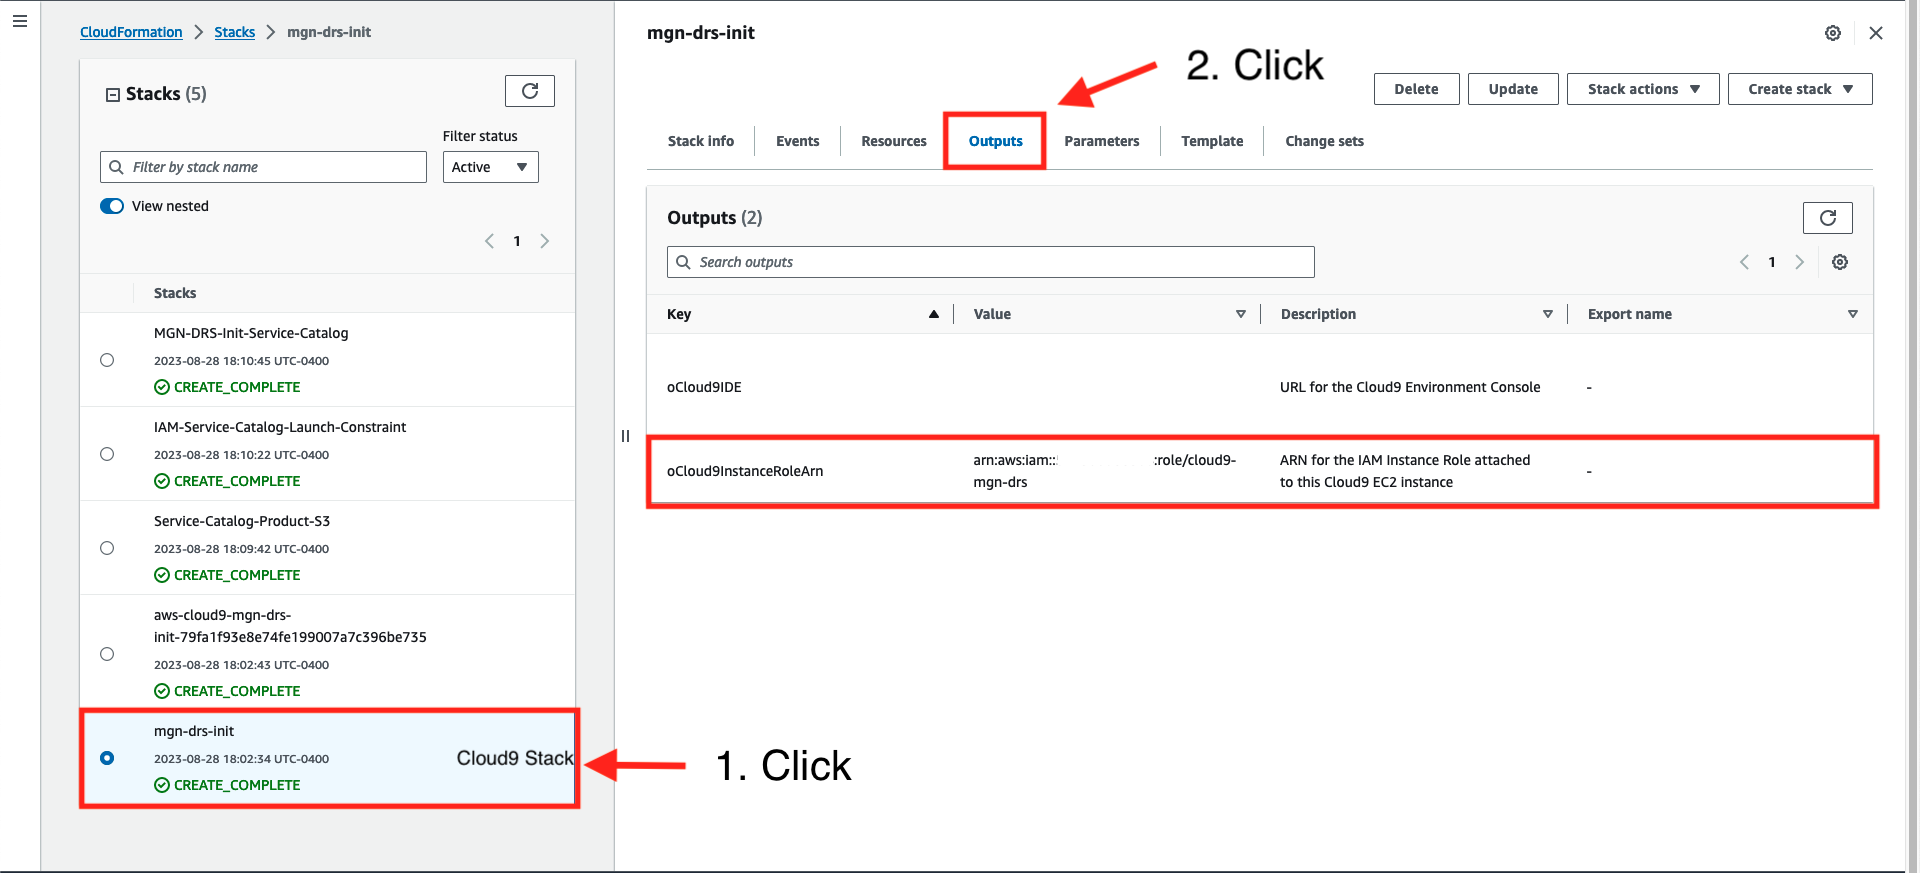 CloudFormation > Stacks > mgn-drs-init
Stacks (5)
Filter status
Filter by stack name
Active
View nested
1
Stacks
MGN-DRS-Init-Service-Catalog
2023-08-28 18:10:45 UTC-0400
CREATE_COMPLETE
IAM-Service-Catalog-Launch-Constraint
2023-08-28 18:10:22 UTC-0400
CREATE_COMPLETE
Service-Catalog-Product-S3
2023-08-28 18:09:42 UTC-0400
CREATE_COMPLETE
aws-cloud9-mgn-drs-
init-79fa1f93e8e74fe199007a7c396be735
2023-08-28 18:02:43 UTC-0400
CREATE_COMPLETE
mgn-drs-init
2023-08-28 18:02:34 UTC-0400
Cloud9 Stack
CREATE_COMPLETE
1. Click
mgn-drs-init
2. Click
Delete
Update
Stack actions
Create stack
Stack info
Events
Resources
Outputs
Parameters
Template
Change sets
Outputs (2)
Search outputs
1
Key
Value
Description
Export name
oCloud9IDE
URL for the Cloud9 Environment Console
-
oCloud9InstanceRoleArn
arn:aws:iam:: :role/cloud9-
mgn-drs
ARN for the IAM Instance Role attached
to this Cloud9 EC2 instance
-